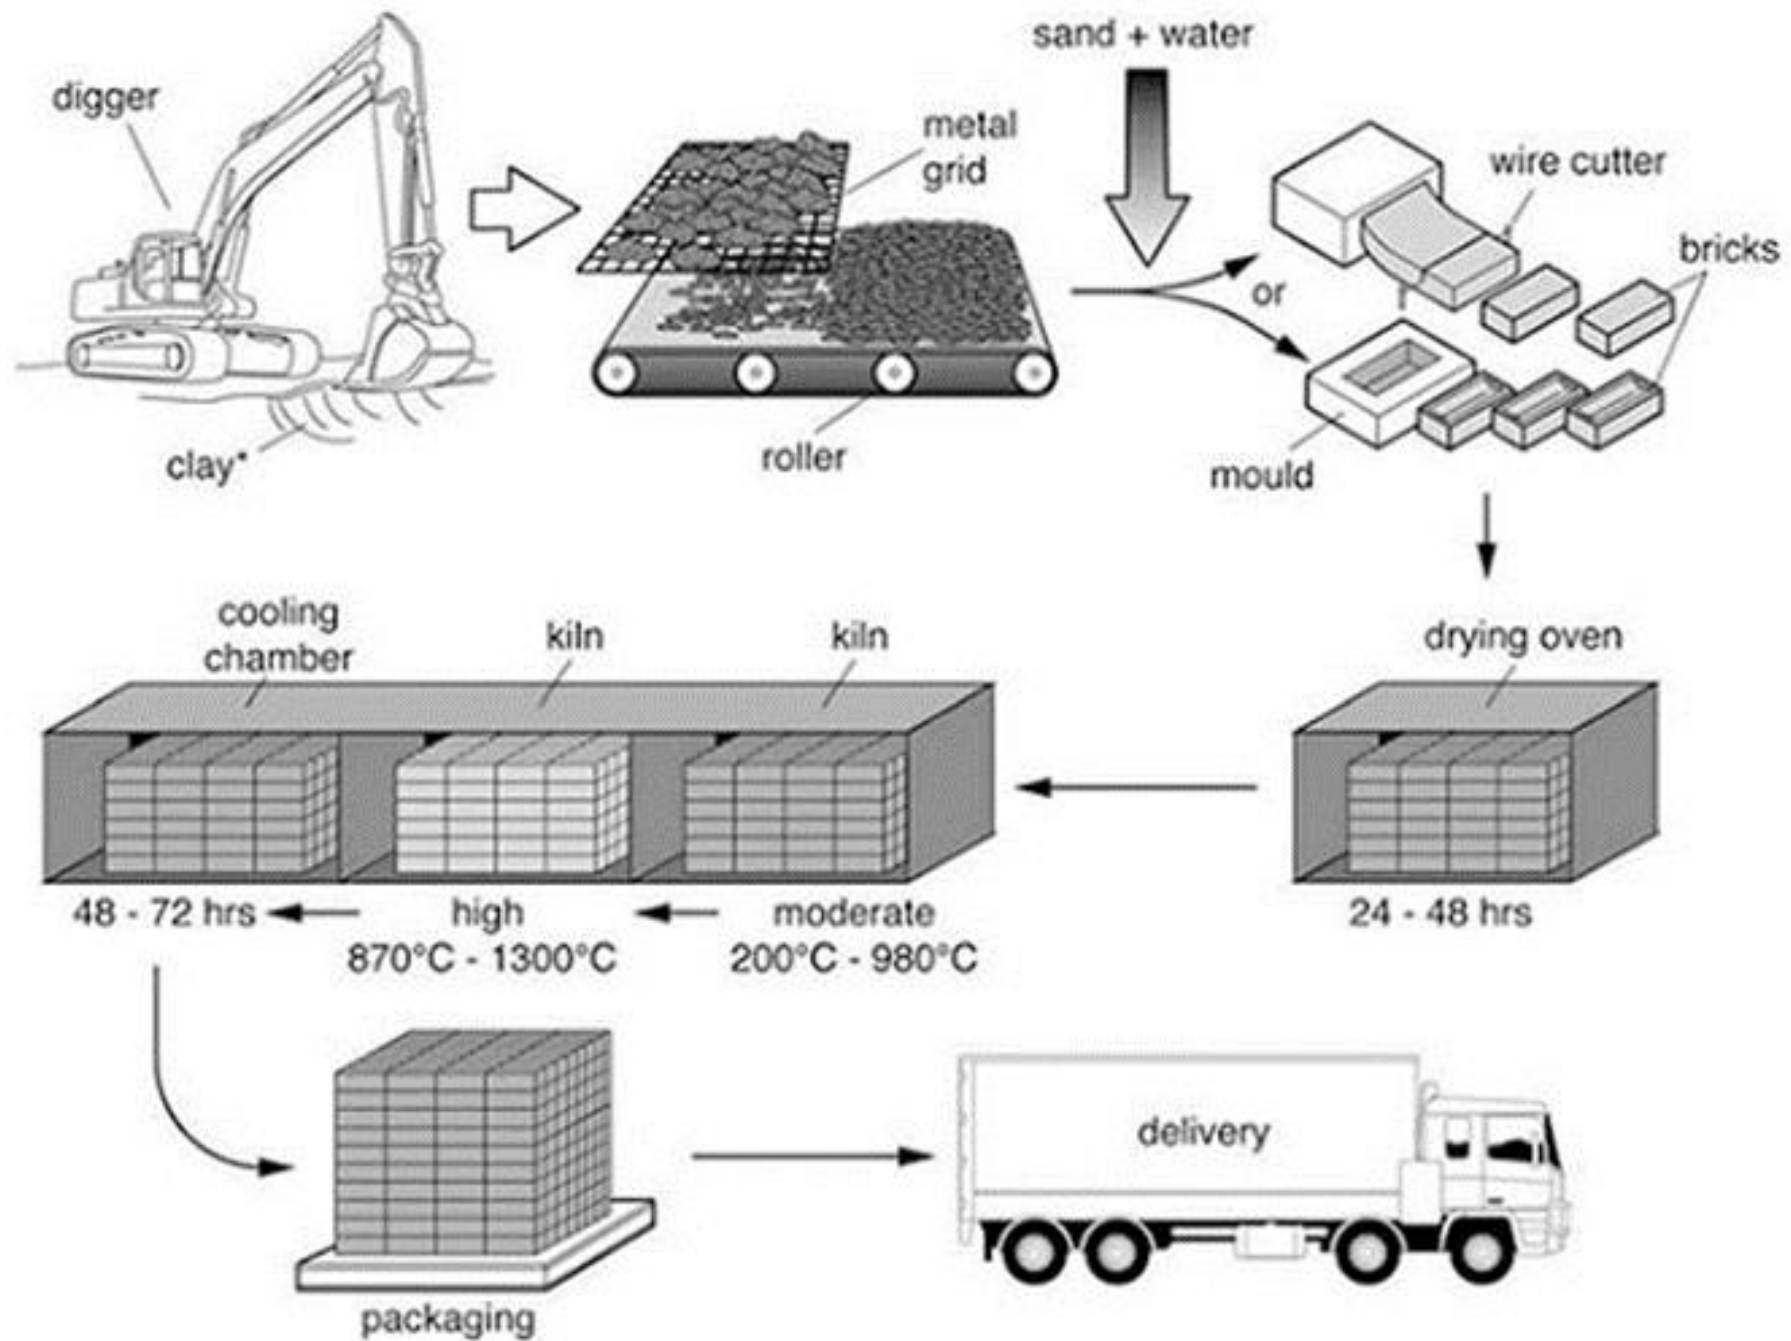 sand + water
digger
metal
grid
wire cutter
bricks
or
clay*
roller
mould
cooling
chamber
kiln
kiln
drying oven
48 - 72 hrs
high
870°C - 1300°C
moderate
200°C - 980°C
24 - 48 hrs
delivery
packaging